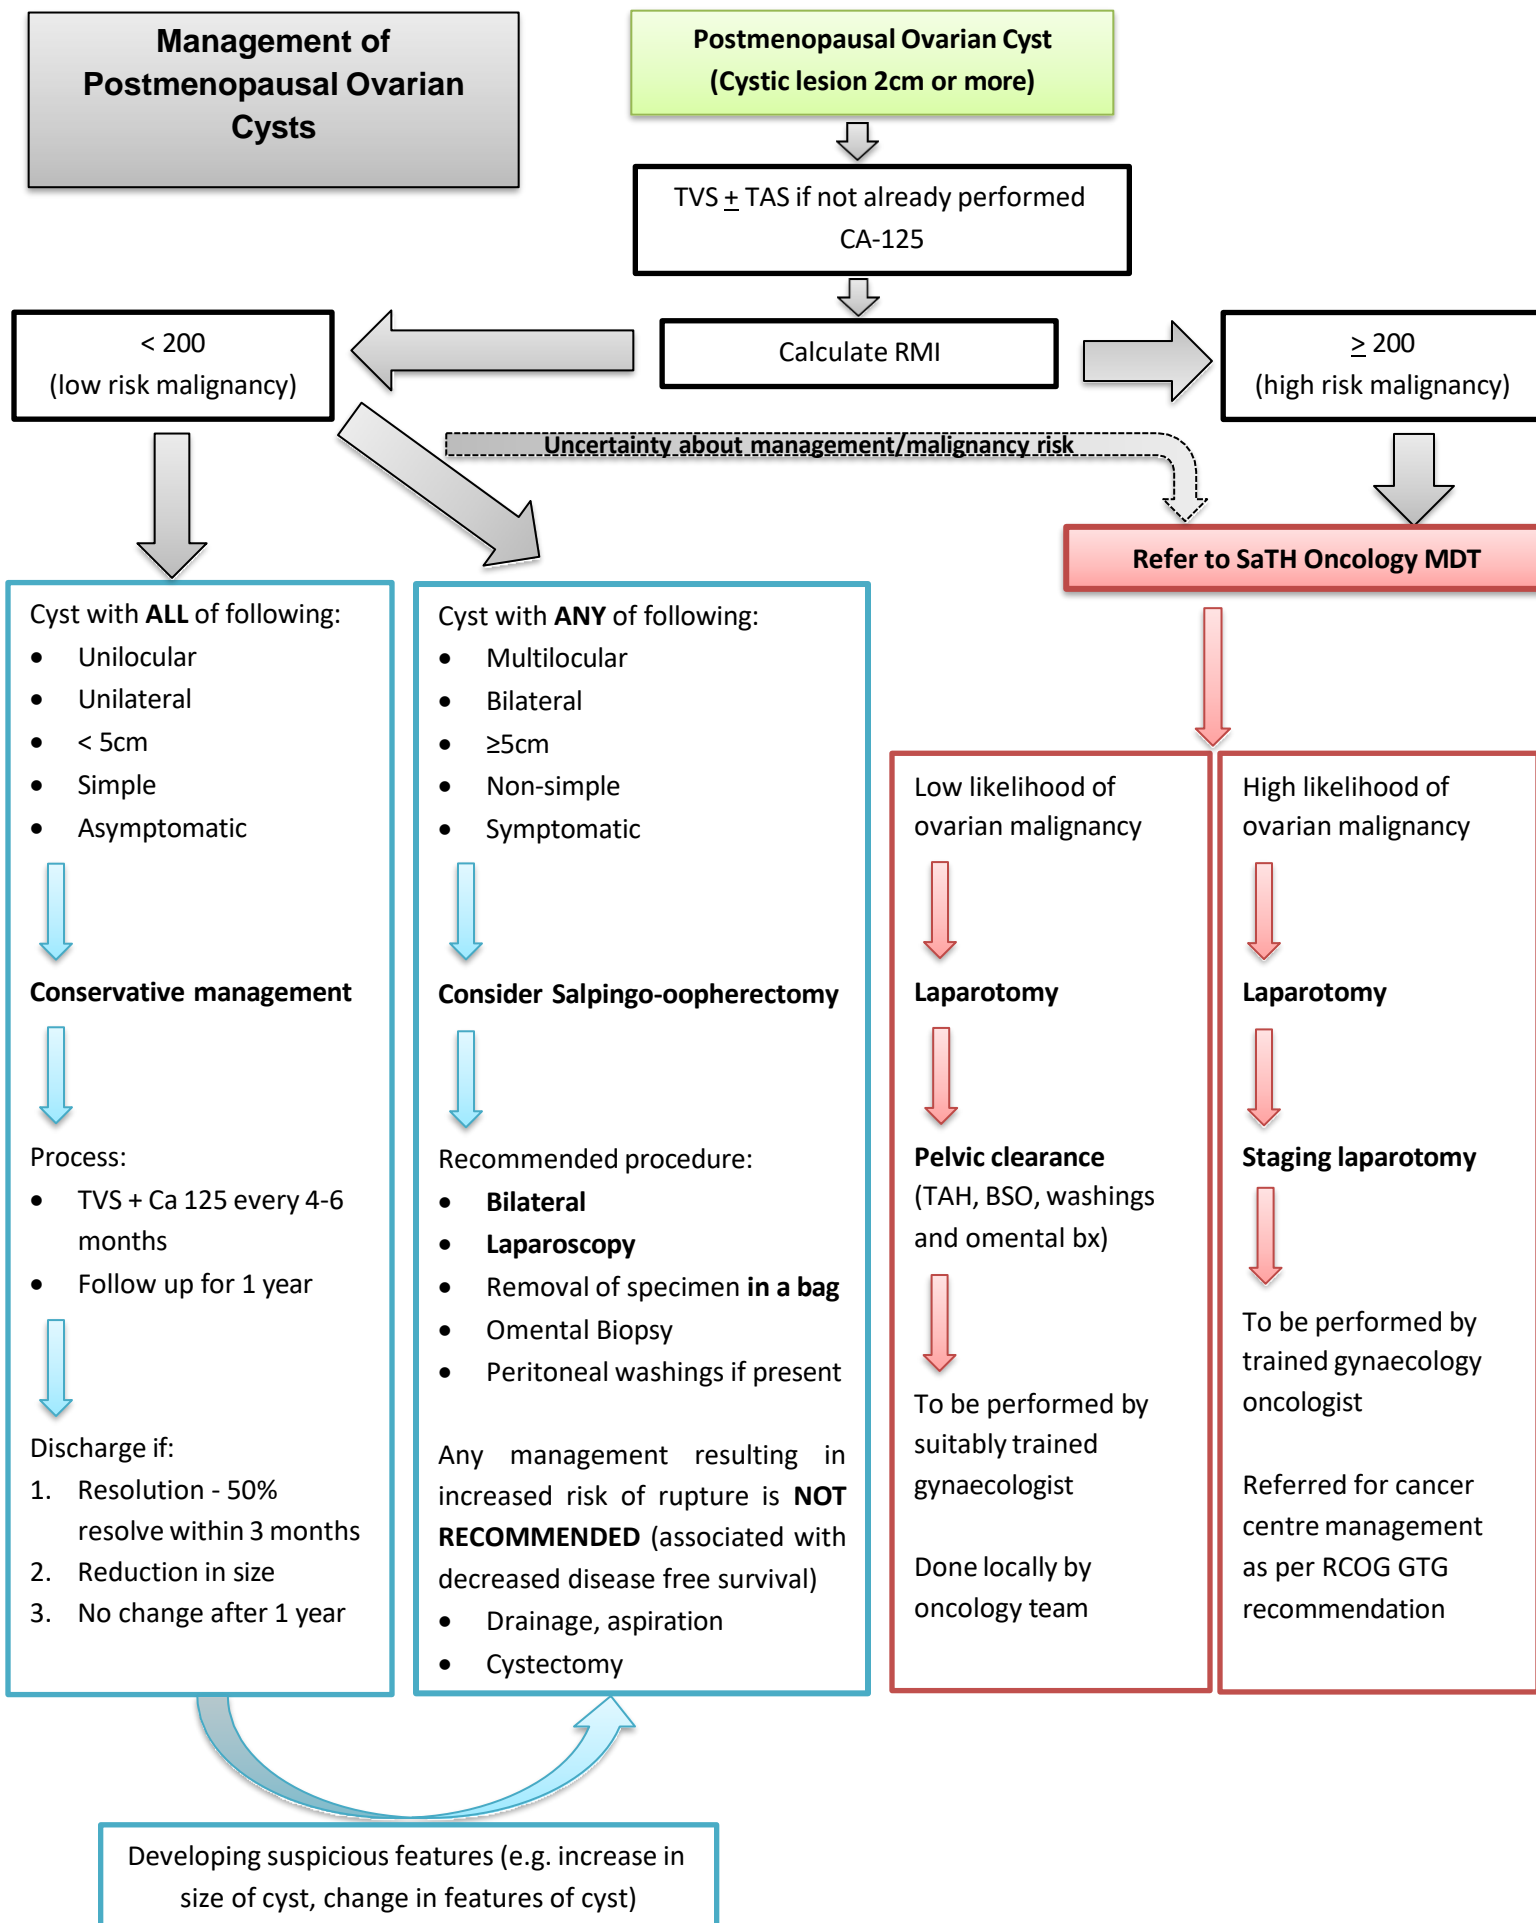 Management of
Postmenopausal Ovarian
Cysts
Postmenopausal Ovarian Cyst
(Cystic lesion 2cm or more)
TVS + TAS if not already performed
CA-125
Calculate RMI
< 200
(low risk malignancy)
≥ 200
(high risk malignancy)
Uncertainty about management/malignancy risk
Refer to SaTH Oncology MDT
Cyst with ALL of following:
• Unilocular
• Unilateral
• < 5cm
• Simple
• Asymptomatic
Conservative management
Process:
• TVS + Ca 125 every 4-6
months
• Follow up for 1 year
Discharge if:
1. Resolution - 50%
resolve within 3 months
2. Reduction in size
3. No change after 1 year
Cyst with ANY of following:
• Multilocular
• Bilateral
• ≥5cm
• Non-simple
• Symptomatic
Consider Salpingo-oopherectomy
Recommended procedure:
• Bilateral
• Laparoscopy
• Removal of specimen in a bag
• Omental Biopsy
• Peritoneal washings if present
Any management resulting in
increased risk of rupture is NOT
RECOMMENDED (associated with
decreased disease free survival)
• Drainage, aspiration
• Cystectomy
Low likelihood of
ovarian malignancy
Laparotomy
Pelvic clearance
(TAH, BSO, washings
and omental bx)
To be performed by
suitably trained
gynaecologist
Done locally by
oncology team
High likelihood of
ovarian malignancy
Laparotomy
Staging laparotomy
To be performed by
trained gynaecology
oncologist
Referred for cancer
centre management
as per RCOG GTG
recommendation
Developing suspicious features (e.g. increase in
size of cyst, change in features of cyst)